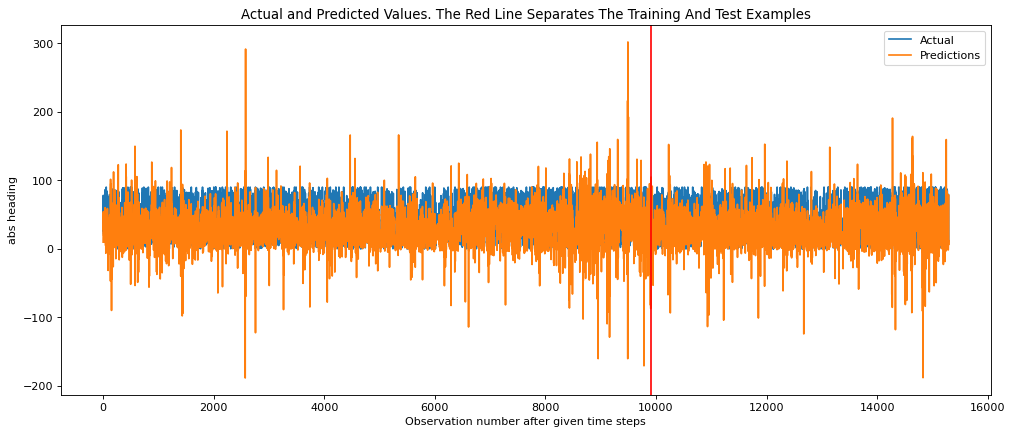 Actual and Predicted Values. The Red Line Separates The Training And Test Examples
Actual
Predictions
300
200
100
0
−100
−200
abs heading
0 2000 4000 6000 8000 10000 12000 14000 16000
Observation number after given time steps